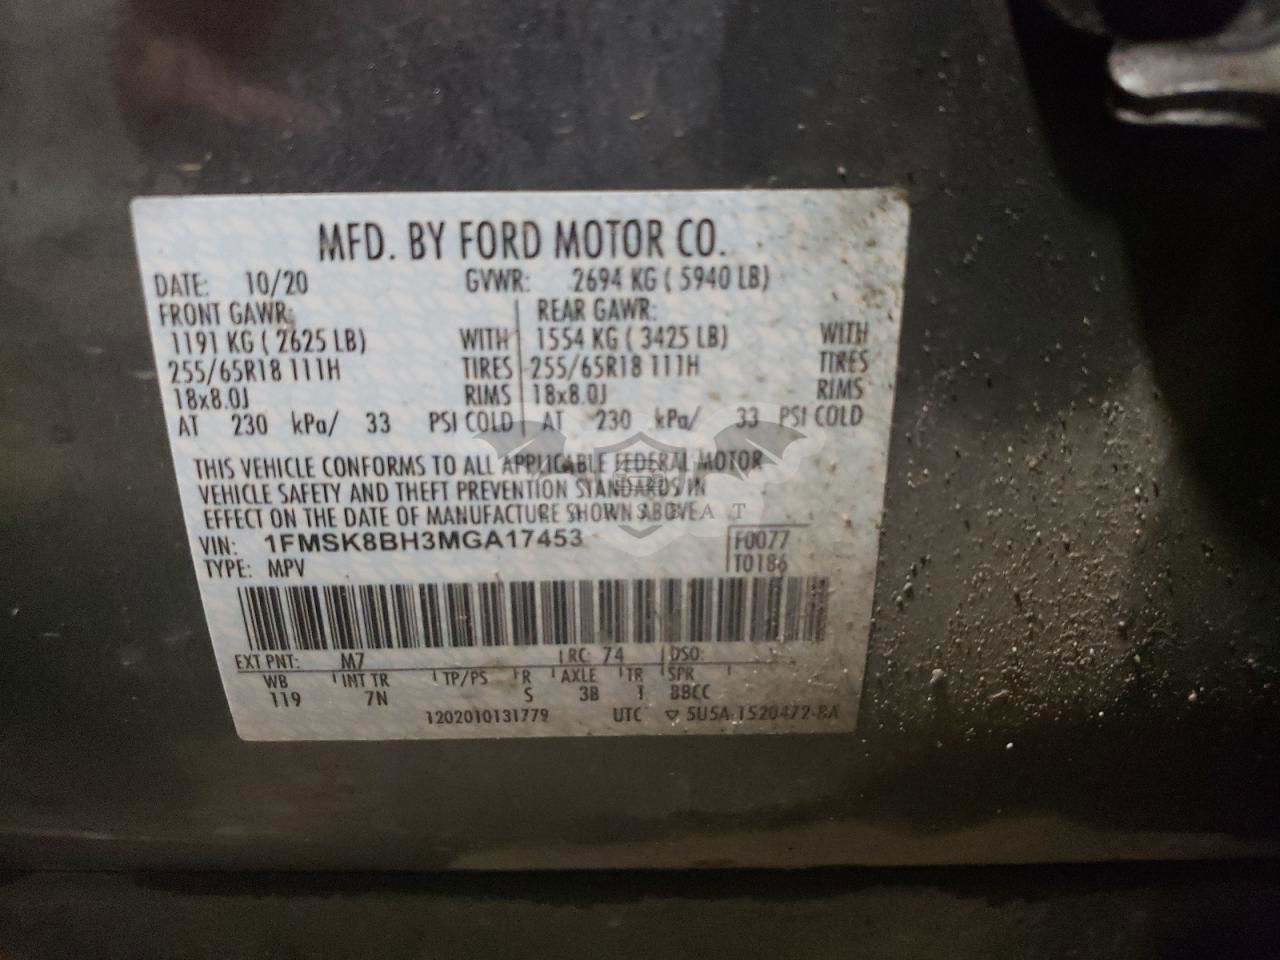 MFD. BY FORD MOTOR CO.
DATE: 10/20 GVWR: 2694 KG ( 5940 LB)
FRONT GAWR: REAR GAWR:
1191 KG ( 2625 LB) WITH 1554 KG ( 3425 LB) WITH
255/65R18 111H TIRES 255/65R18 111H TIRES
18x8.0J RIMS 18x8.0J RIMS
AT 230 kPa/ 33 PSI COLD AT 230 kPa/ 33 PSI COLD
THIS VEHICLE CONFORMS TO ALL APPLICABLE FEDERAL MOTOR
VEHICLE SAFETY AND THEFT PREVENTION STANDARDS IN
EFFECT ON THE DATE OF MANUFACTURE SHOWN ABOVE.
VIN: 1FMSK8BH3MGA17453 F0077
TYPE: MPV T0186
EXT PNT: M7 RC: 74 DSO:
WB INT TR TP/PS R AXLE TR SPR
119 7N S 3B 1 8BCC
1202010131779 UTC ▽ 5U5A-1520472-BA